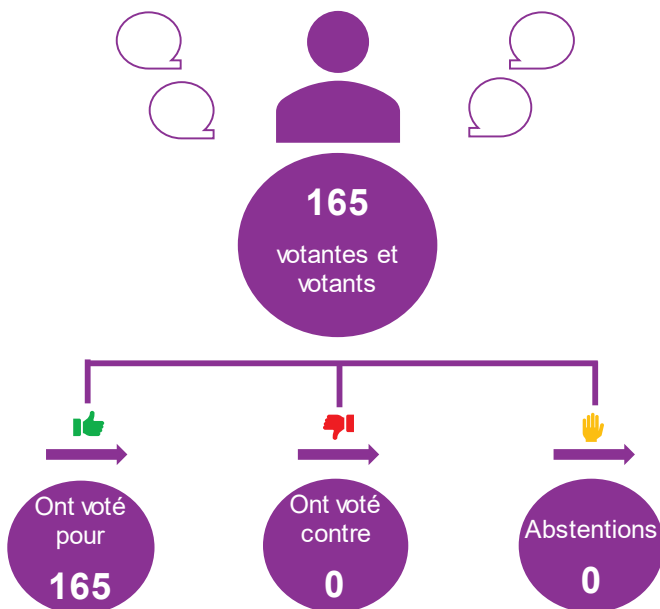 165
votantes et
votants
Ont voté
pour
165
Ont voté
contre
0
Abstentions
0